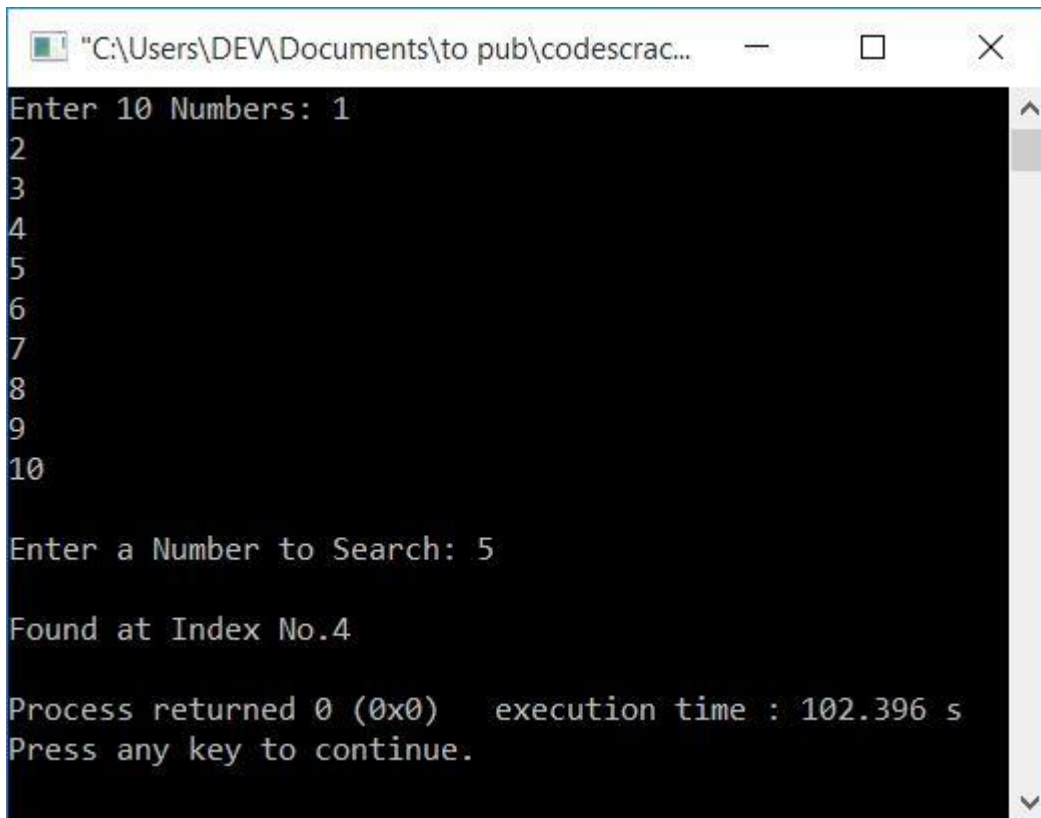 "C:\Users\DEV\Documents\to pub\codescrac...
Enter 10 Numbers: 1
2
3
4
5
6
7
8
9
10
Enter a Number to Search: 5
Found at Index No.4
Process returned 0 (0x0)   execution time : 102.396 s
Press any key to continue.